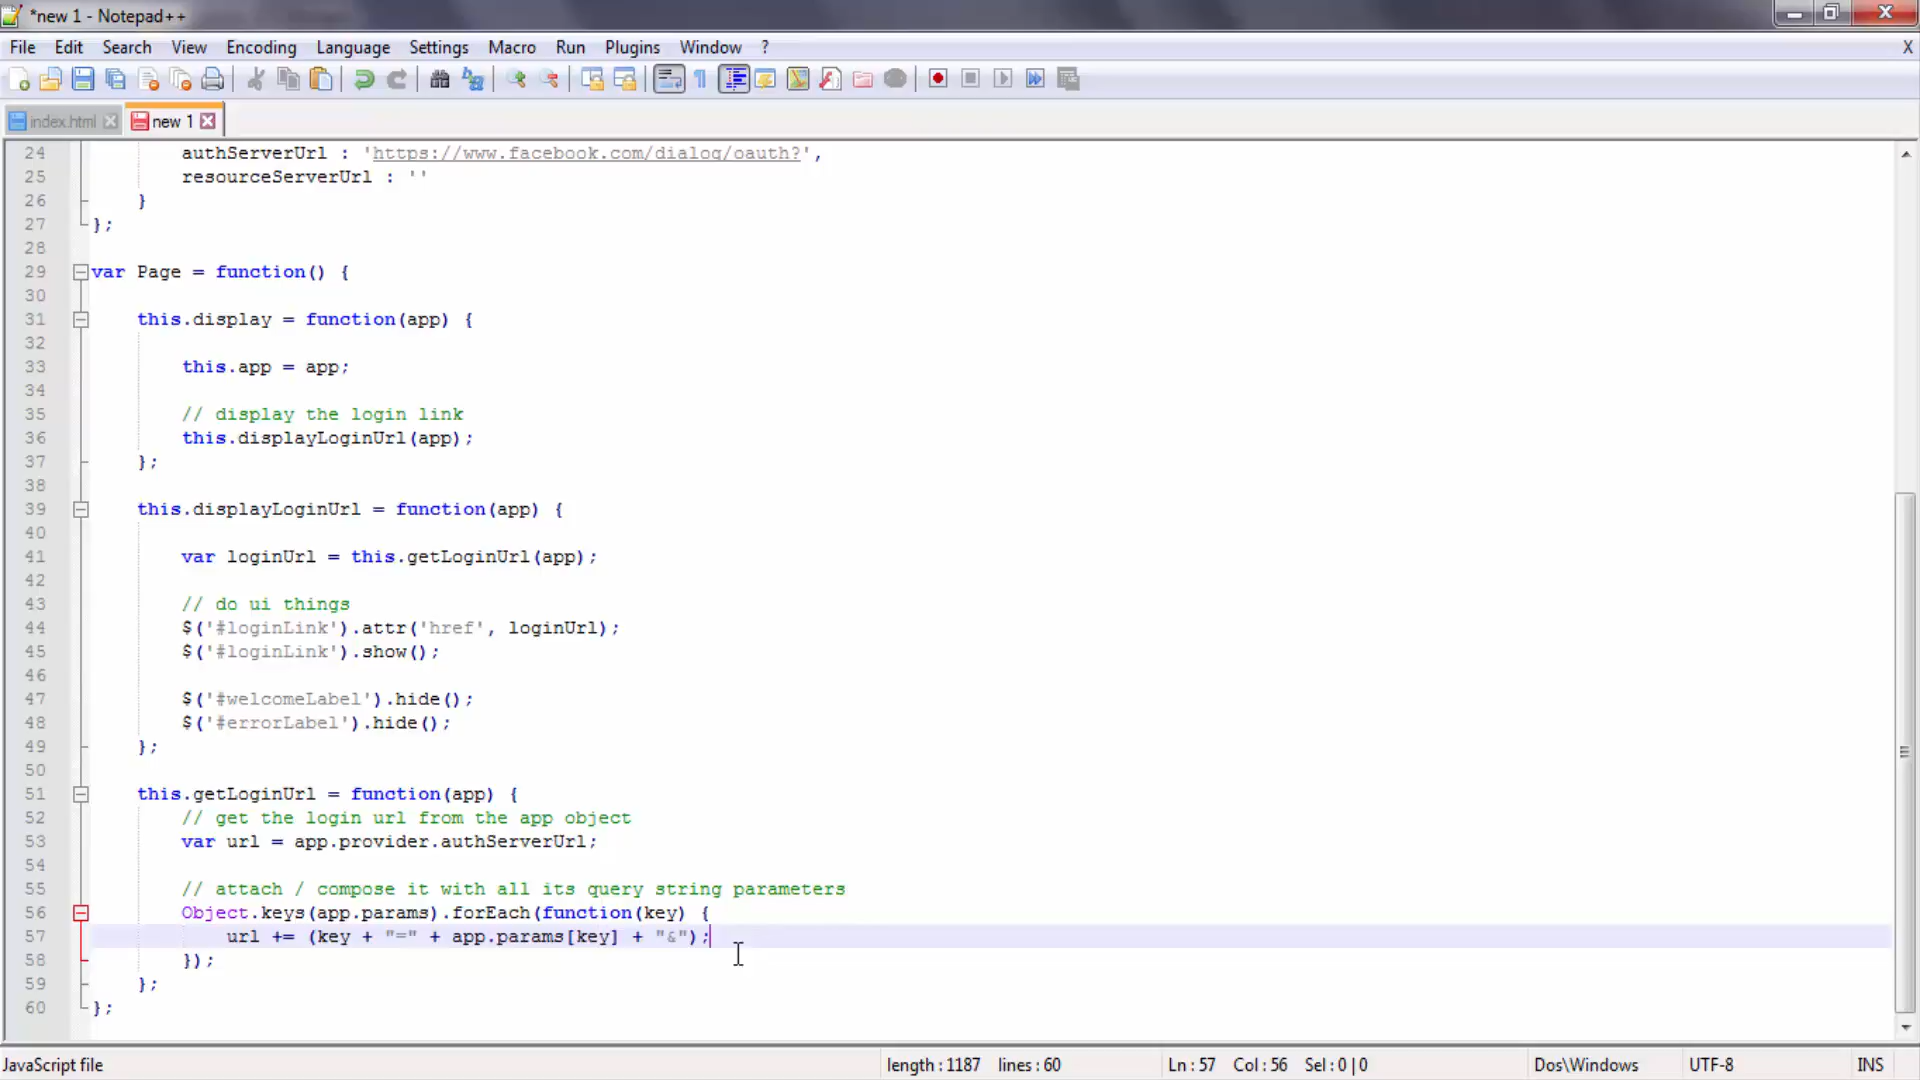 *new 1 - Notepad++
File Edit Search View Encoding Language Settings Macro Run Plugins Window ? X
index.html new 1
24 authServerUrl : 'https://www.facebook.com/dialog/oauth?',
25 resourceServerUrl : ''
26 }
27 };
28
29 var Page = function() {
30
31 this.display = function(app) {
32
33 this.app = app;
34
35 // display the login link
36 this.displayLoginUrl(app);
37 };
38
39 this.displayLoginUrl = function(app) {
40
41 var loginUrl = this.getLoginUrl(app);
42
43 // do ui things
44 $('#loginLink').attr('href', loginUrl);
45 $('#loginLink').show();
46
47 $('#welcomeLabel').hide();
48 $('#errorLabel').hide();
49 };
50
51 this.getLoginUrl = function(app) {
52 // get the login url from the app object
53 var url = app.provider.authServerUrl;
54
55 // attach / compose it with all its query string parameters
56 Object.keys(app.params).forEach(function(key) {
57 url += (key + "=" + app.params[key] + "&");
58 });
59 };
60 };
JavaScript file length : 1187 lines : 60 Ln : 57 Col : 56 Sel : 0 | 0 Dos\Windows UTF-8 INS